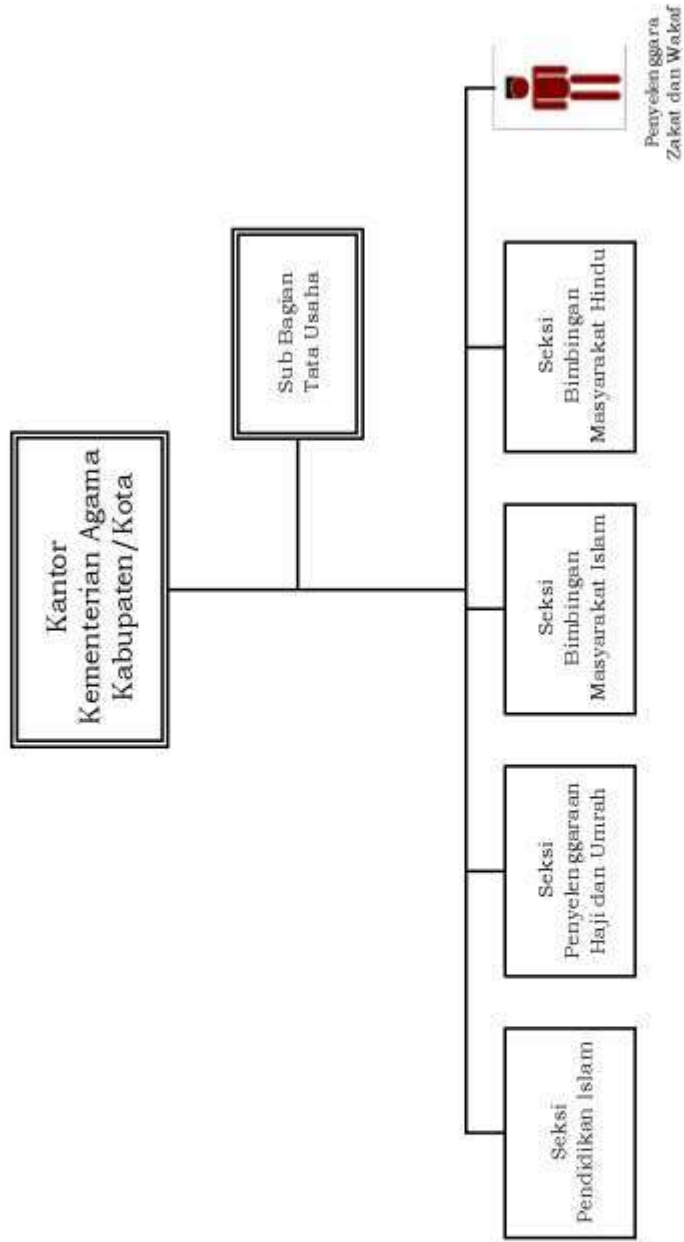 Kantor
Kementerian Agama
Kabupaten/Kota
Sub Bagian
Tata Usaha
Seksi
Pendidikan Islam
Seksi
Penyelenggaraan
Haji dan Umrah
Seksi
Bimbingan
Masyarakat Islam
Seksi
Bimbingan
Masyarakat Hindu
Penyelenggara
Zakat dan Wakaf